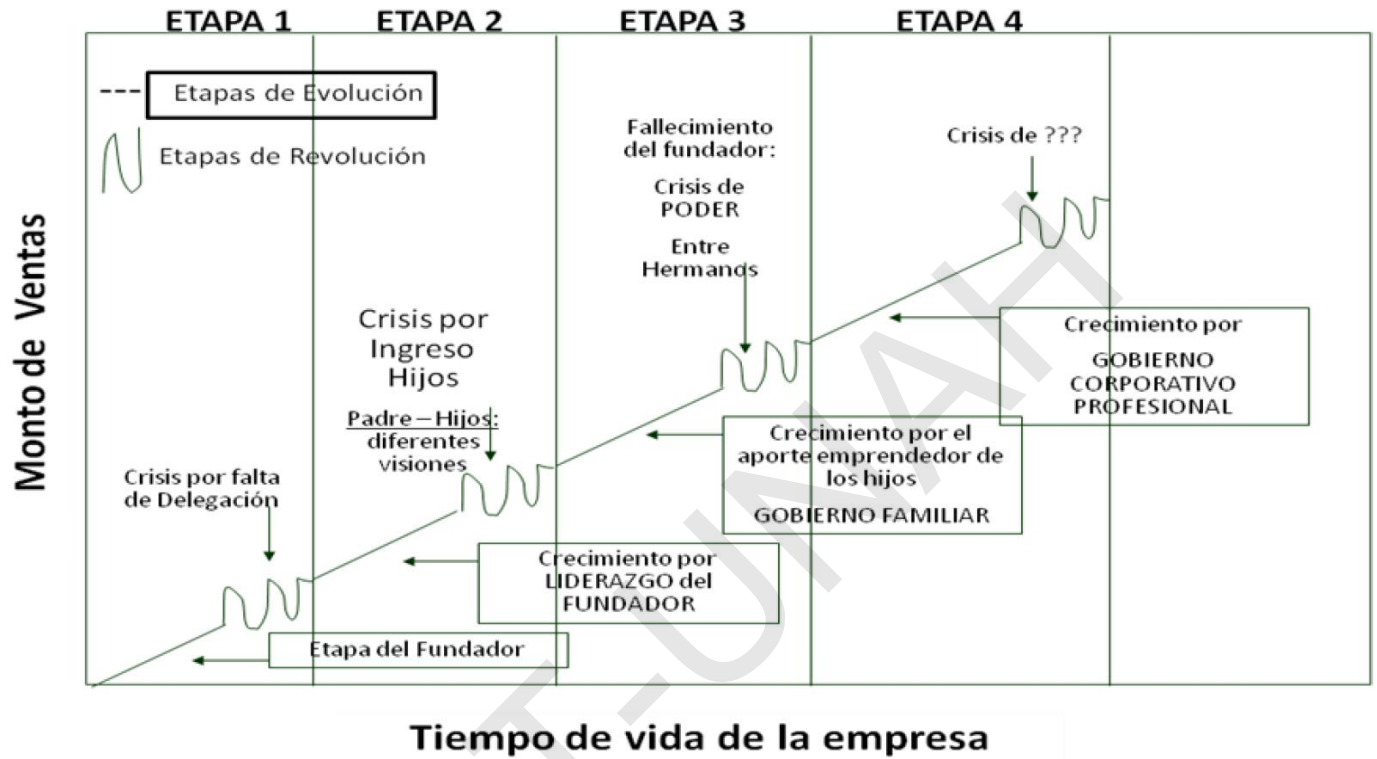 ETAPA 1
ETAPA 2
ETAPA 3
ETAPA 4
--- Etapas de Evolución
Etapas de Revolución
Monto de Ventas
Crisis por falta
de Delegación
Etapa del Fundador
Crisis por
Ingreso
Hijos
Padre – Hijos:
diferentes
visiones
Crecimiento por
LIDERAZGO del
FUNDADOR
Fallecimiento
del fundador:
Crisis de
PODER
Entre
Hermanos
Crecimiento por el
aporte emprendedor de
los hijos
GOBIERNO FAMILIAR
Crisis de ???
Crecimiento por
GOBIERNO
CORPORATIVO
PROFESIONAL
Tiempo de vida de la empresa
T-UNAH